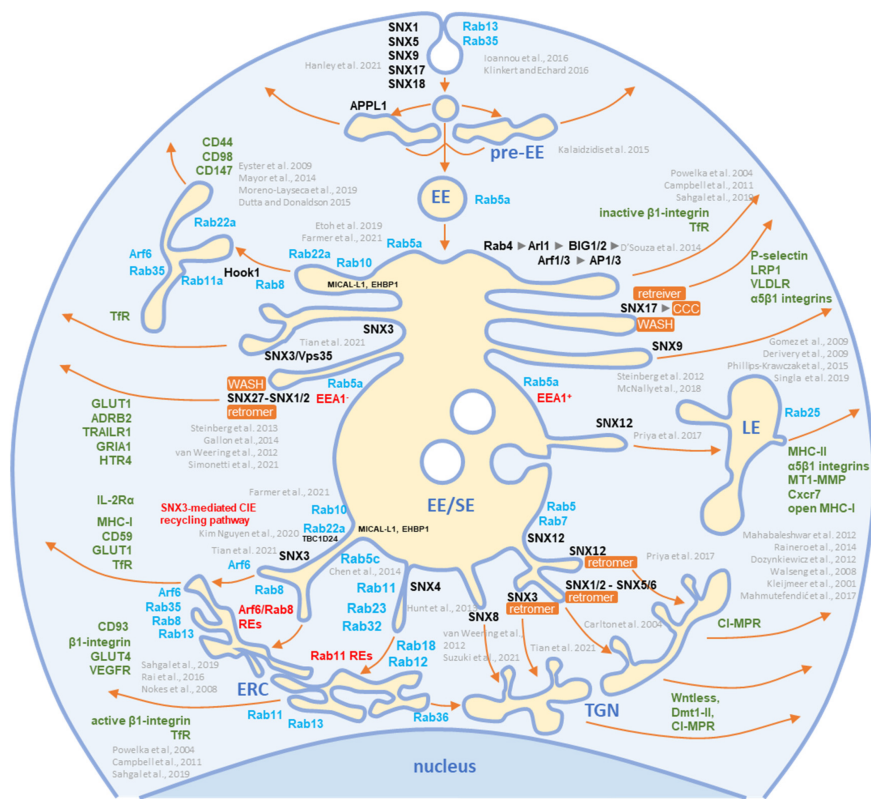 SNX1
SNX5
SNX9
SNX17
SNX18
Rab13
Rab35
Hanley et al. 2021
Ioannou et al., 2016
Klinkert and Echard 2016
APPL1
pre-EE
Kalaidzidis et al. 2015
CD44
CD98
CD147
Eyster et al. 2009
Mayor et al., 2014
Moreno-Layseca et al., 2019
Dutta and Donaldson 2015
EE
Rab5a
Powelka et al. 2004
Campbell et al., 2011
Sahgal et al., 2019
inactive β1-integrin
TfR
Rab22a
Arf6
Rab35
Rab11a
Hook1
Rab8
Etoh et al. 2019
Farmer et al., 2021
Rab5a
Rab22a
Rab10
MICAL-L1, EHBP1
Rab4 ► Arl1 ► BIG1/2 ►
D'Souza et al., 2014
Arf1/3 ► AP1/3
P-selectin
LRP1
VLDLR
α5β1 integrins
retreiver
SNX17 ► CCC
WASH
TfR
SNX3
Tian et al. 2021
SNX3/Vps35
SNX9
Gomez et al., 2009
Derivery et al., 2009
Phillips-Krawczak et al., 2015
Singla et al. 2019
Steinberg et al. 2012
McNally et al., 2018
WASH
SNX27-SNX1/2
retromer
Rab5a
EEA1-
Rab5a
EEA1+
GLUT1
ADRB2
TRAILR1
GRIA1
HTR4
Steinberg et al. 2013
Gallon et al., 2014
van Weering et al., 2012
Simonetti et al., 2021
SNX12
Priya et al. 2017
LE
Rab25
MHC-II
α5β1 integrins
MT1-MMP
Cxcr7
open MHC-I
EE/SE
Farmer et al., 2021
IL-2Rα
MHC-I
CD59
GLUT1
TfR
SNX3-mediated CIE
recycling pathway
Kim Nguyen et al., 2020
Rab10
Rab22a
TBC1D24
MICAL-L1, EHBP1
Rab5
Rab7
SNX12
Mahabaleshwar et al. 2012
Rainero et al., 2014
Dozynkiewicz et al., 2012
Walseng et al., 2008
Kleijmeer et al., 2001
Mahmutefendić et al., 2017
Tian et al. 2021
SNX3
Arf6
Rab8
Rab5c
Chen et al., 2014
Rab11
Rab23
Rab32
SNX4
SNX12
retromer
Priya et al., 2017
SNX1/2 - SNX5/6
retromer
SNX3
retromer
SNX8
Arf6
Rab35
Rab8
Rab13
Arf6/Rab8
REs
van Weering et al.,
2012
Suzuki et al., 2021
Tian et al. 2021
Carlton et al. 2004
CI-MPR
CD93
β1-integrin
GLUT4
VEGFR
Sahgal et al., 2019
Rai et al., 2016
Nokes et al., 2008
Rab11 REs
Rab18
Rab12
ERC
Rab11
Rab13
Rab36
TGN
Wntless,
Dmt1-II,
CI-MPR
active β1-integrin
TfR
Powelka et al, 2004
Campbell et al., 2011
Sahgal et al., 2019
nucleus